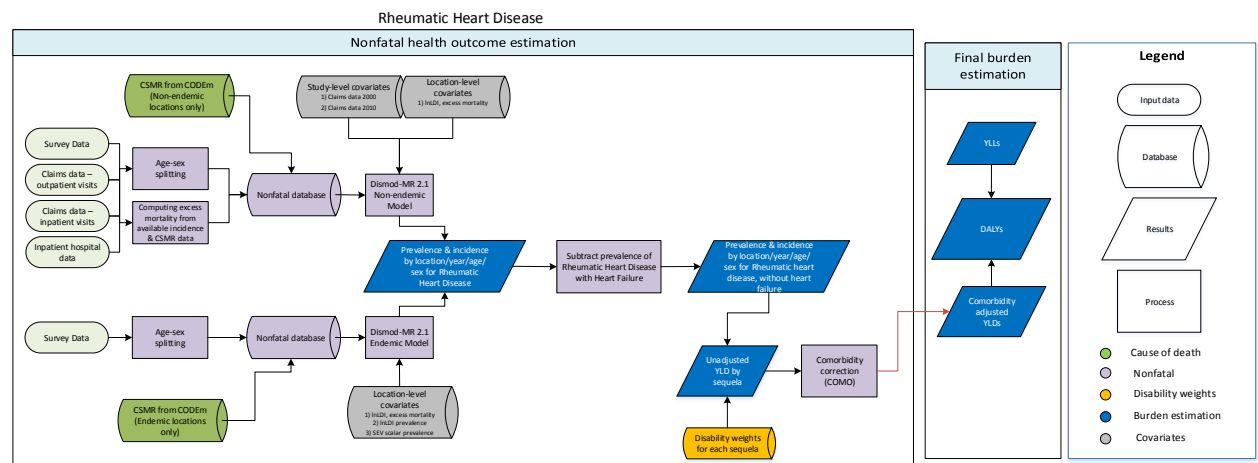 Rheumatic Heart Disease
Nonfatal health outcome estimation
CSMR from CODEm
(Non-endemic
locations only)
Study-level covariates
1) Claims data 2000
2) Claims data 2010
Location-level
covariates
1) lnLDI, excess mortality
Survey Data
Claims data –
outpatient visits
Claims data –
inpatient visits
Inpatient hospital
data
Age-sex
splitting
Computing excess
mortality from
available incidence
& CSMR data
Nonfatal database
Dismod-MR 2.1
Non-endemic
Model
Prevalence & incidence
by location/year/age/
sex for Rheumatic
Heart Disease
Subtract prevalence of
Rheumatic Heart Disease
with Heart Failure
Prevalence & incidence
by location/year/age/
sex for Rheumatic heart
disease, without heart
failure
Survey Data
Age-sex
splitting
Nonfatal database
Dismod-MR 2.1
Endemic Model
CSMR from CODEm
(Endemic locations
only)
Location-level
covariates
1) lnLDI, excess mortality
2) lnLDI prevalence
3) SEV scalar prevalence
Unadjusted
YLD by
sequela
Comorbidity
correction
(COMO)
Disability weights
for each sequela
Final burden
estimation
YLLs
DALYs
Comorbidity
adjusted
YLDs
Legend
Input data
Database
Results
Process
Cause of death
Nonfatal
Disability weights
Burden estimation
Covariates